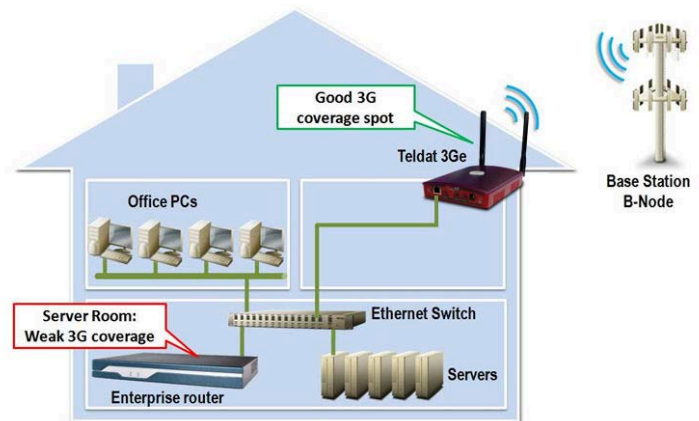 Good 3G
coverage spot
Teldat 3Ge
Base Station
B-Node
Office PCs
Server Room:
Weak 3G coverage
Ethernet Switch
Servers
Enterprise router